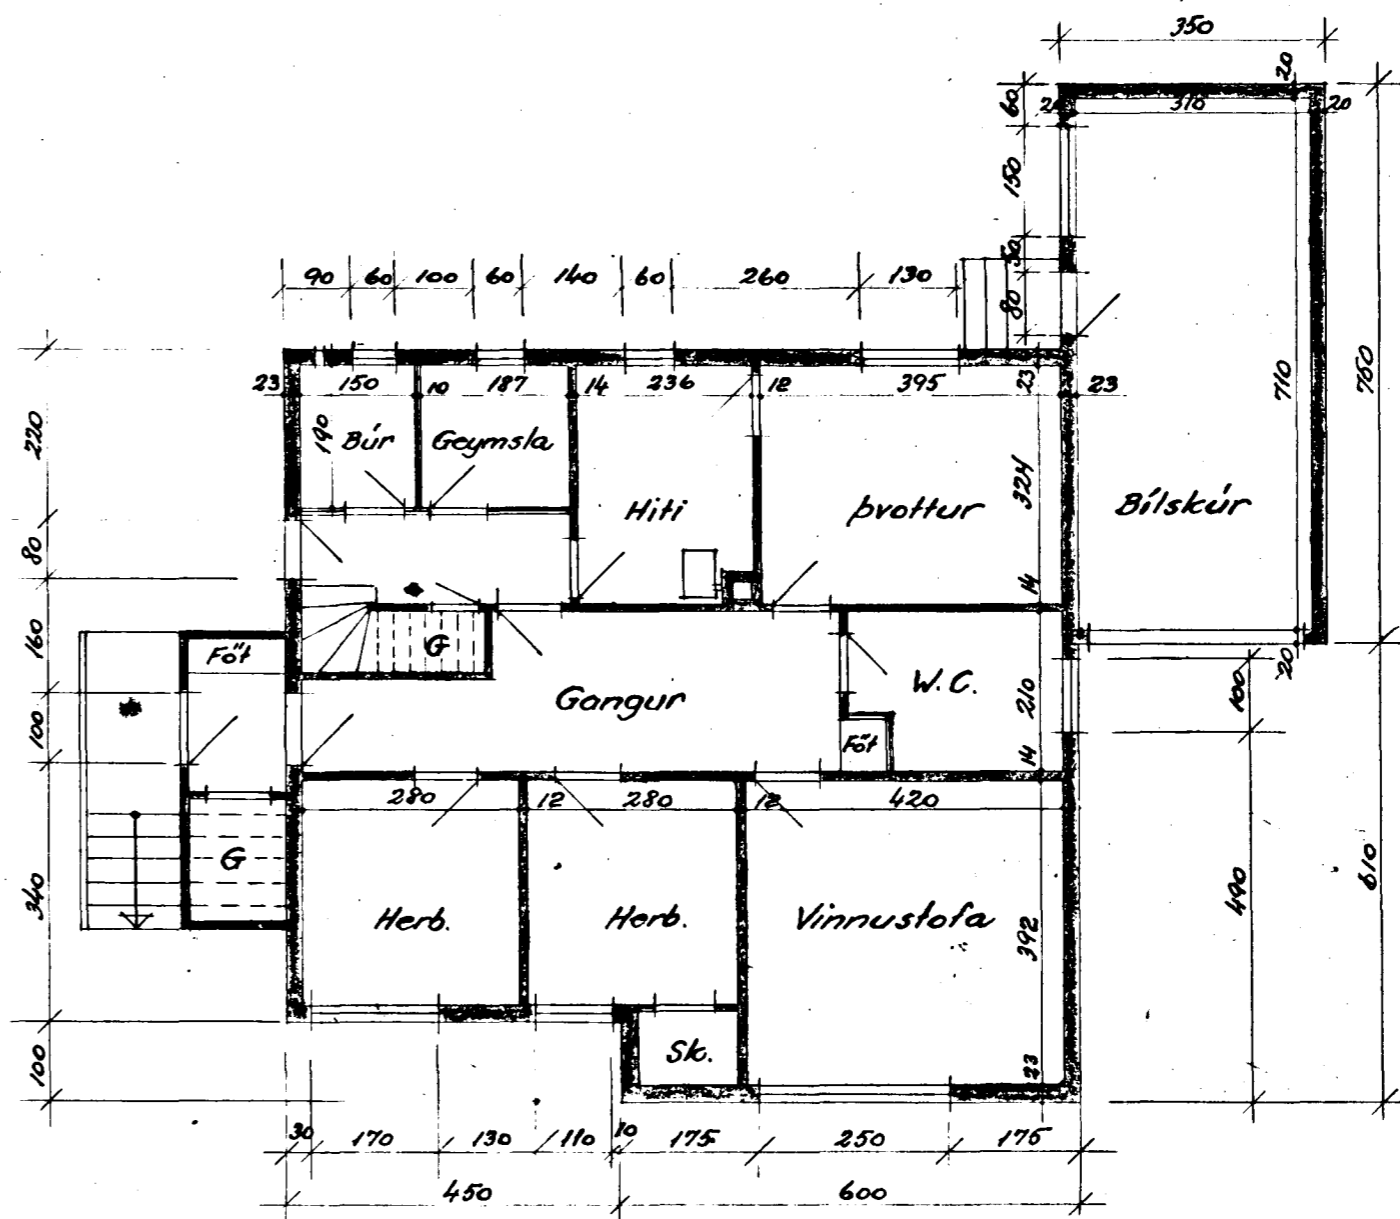 350
20
60
20
310
20
150
50
80
710
760
90 60 100 60 140 60 260 130
23 150 10 187 14 236 12 395 23 23
220
190
Búr
Geymsla
Hiti
Þvottur
324
Bílskúr
80
14
160
Föt
G
Gangur
W.C.
210
20
100
100
Föt
14
280 12 280 12 420
340
G
Herb.
Herb.
Vinnustofa
392
490
610
Sk.
23
100
30 170 130 110 10 175 250 175
450 600